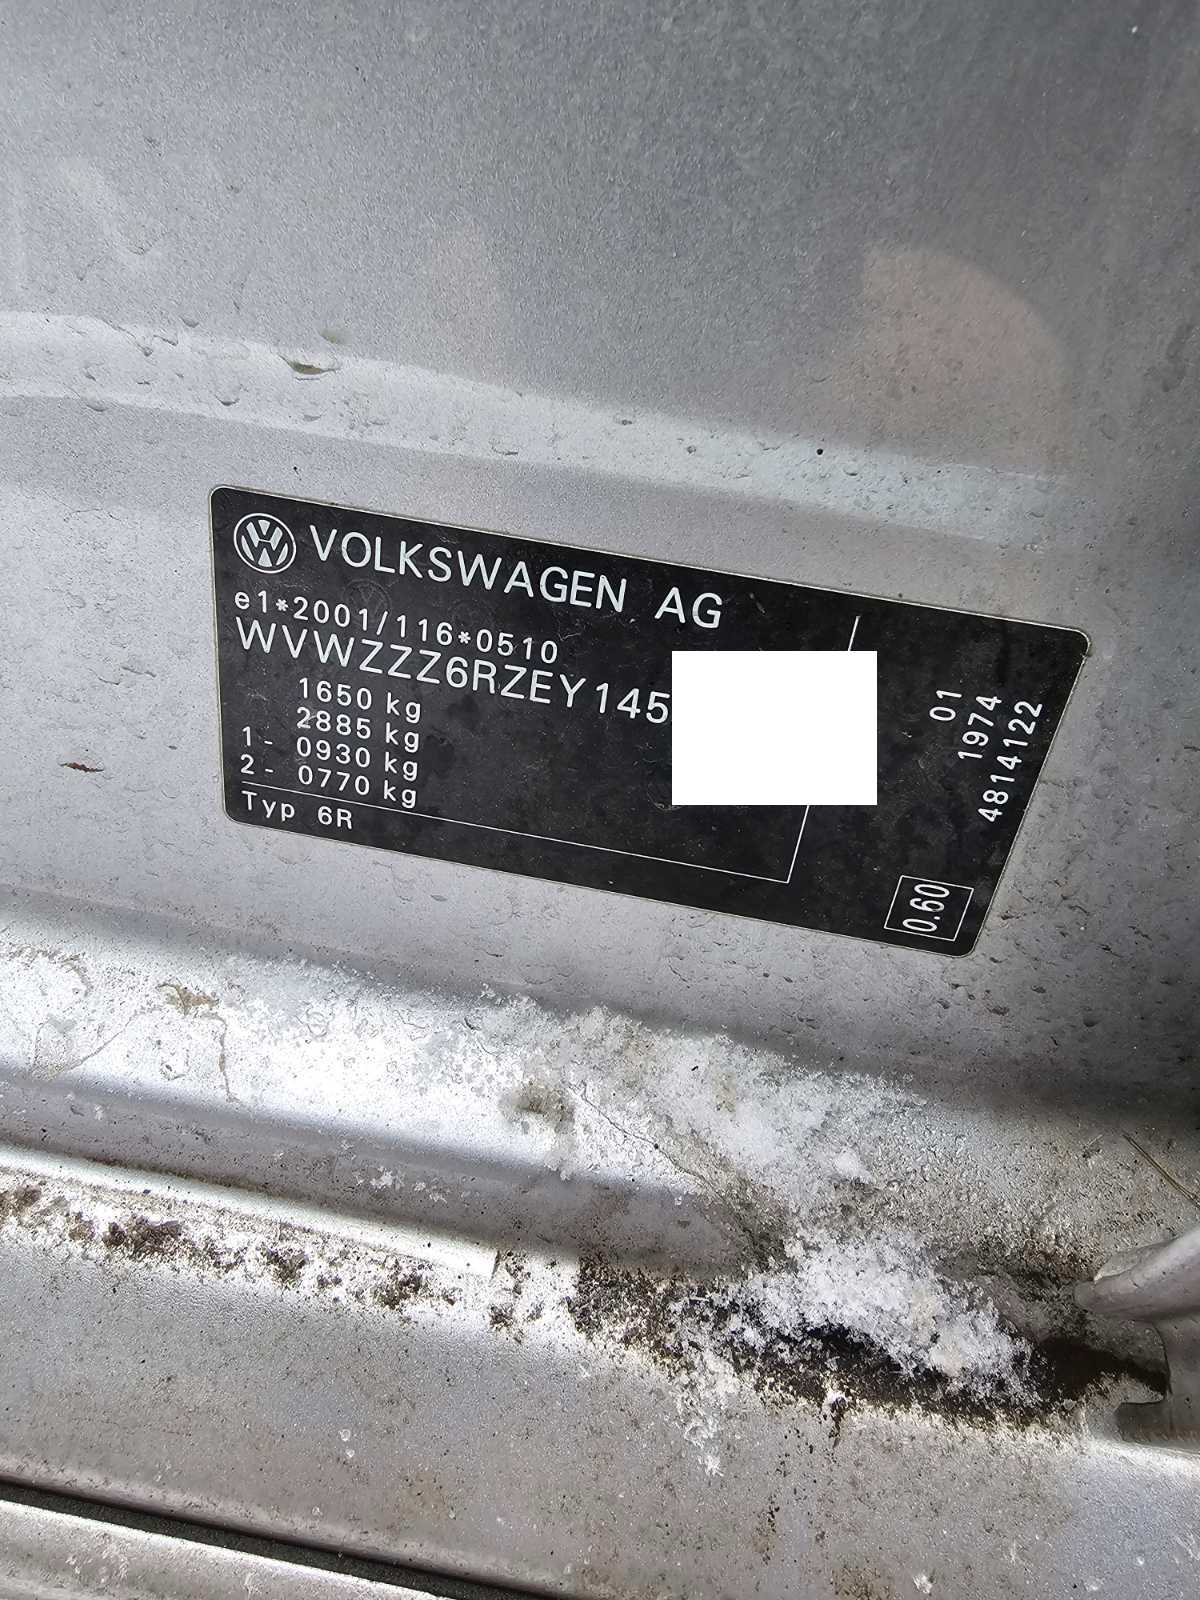 VOLKSWAGEN AG
e1*2001/116*0510
WVWZZZ6RZEY145
1650 kg
2885 kg
1- 0930 kg
2- 0770 kg
Typ 6R
01
1974
4814122
0.60